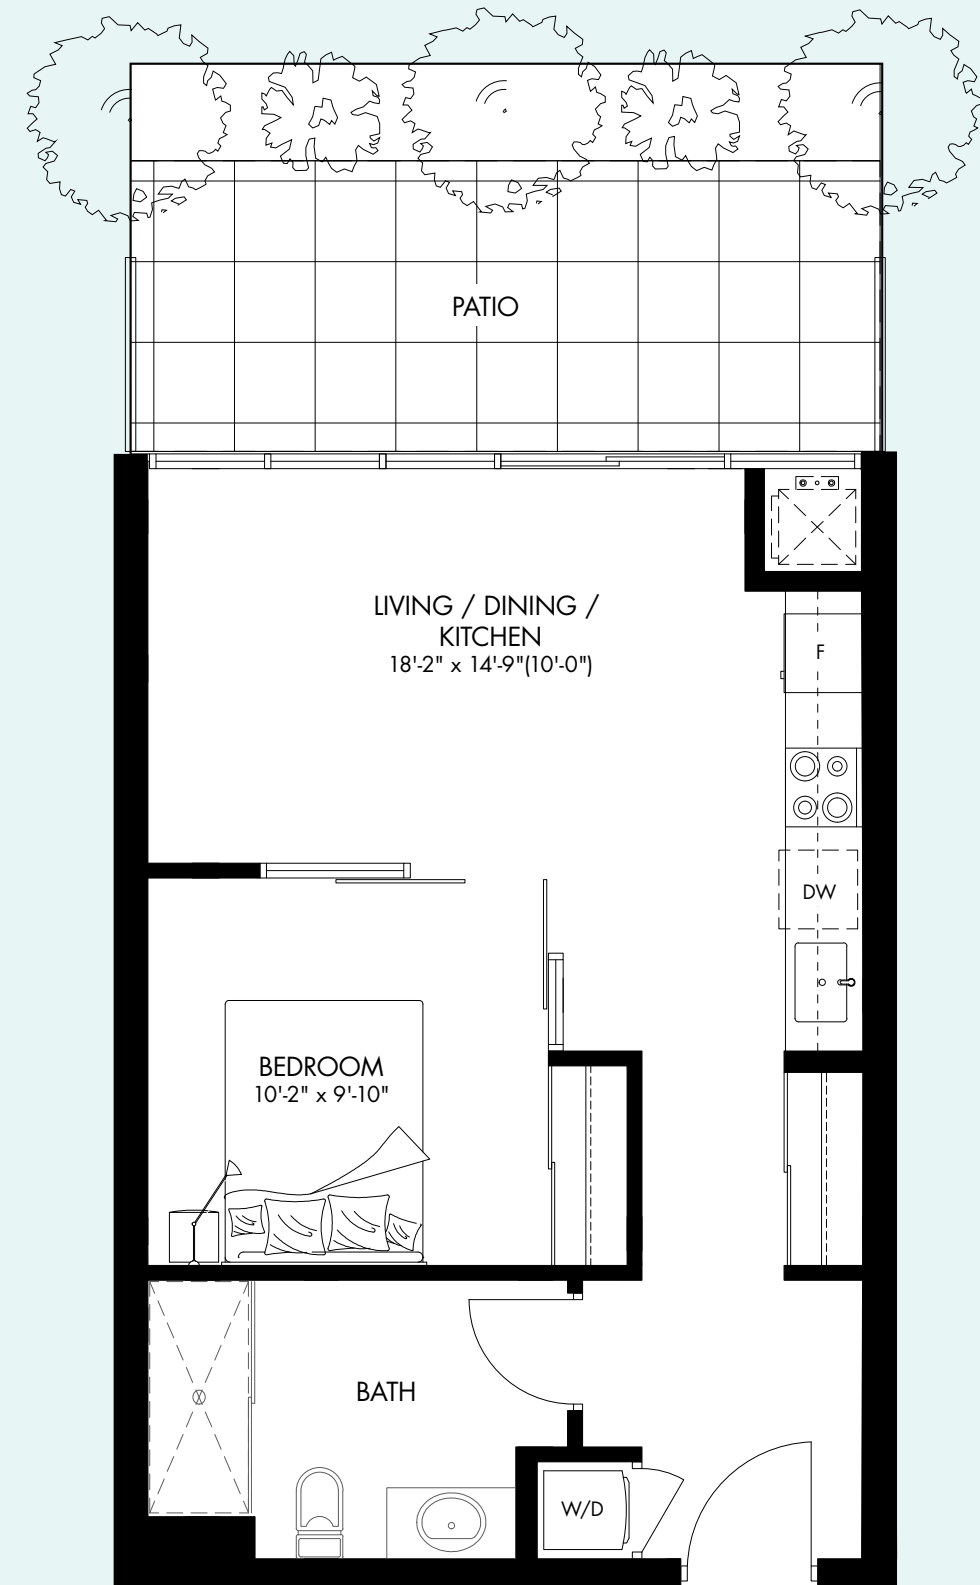 PATIO
LIVING / DINING /
KITCHEN
18'-2" x 14'-9"(10'-0")
F
DW
BEDROOM
10'-2" x 9'-10"
BATH
W/D